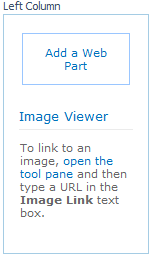 Left Column
Add a Web
Part
Image Viewer
To link to an
image, open the
tool pane and then
type a URL in the
Image Link text
box.